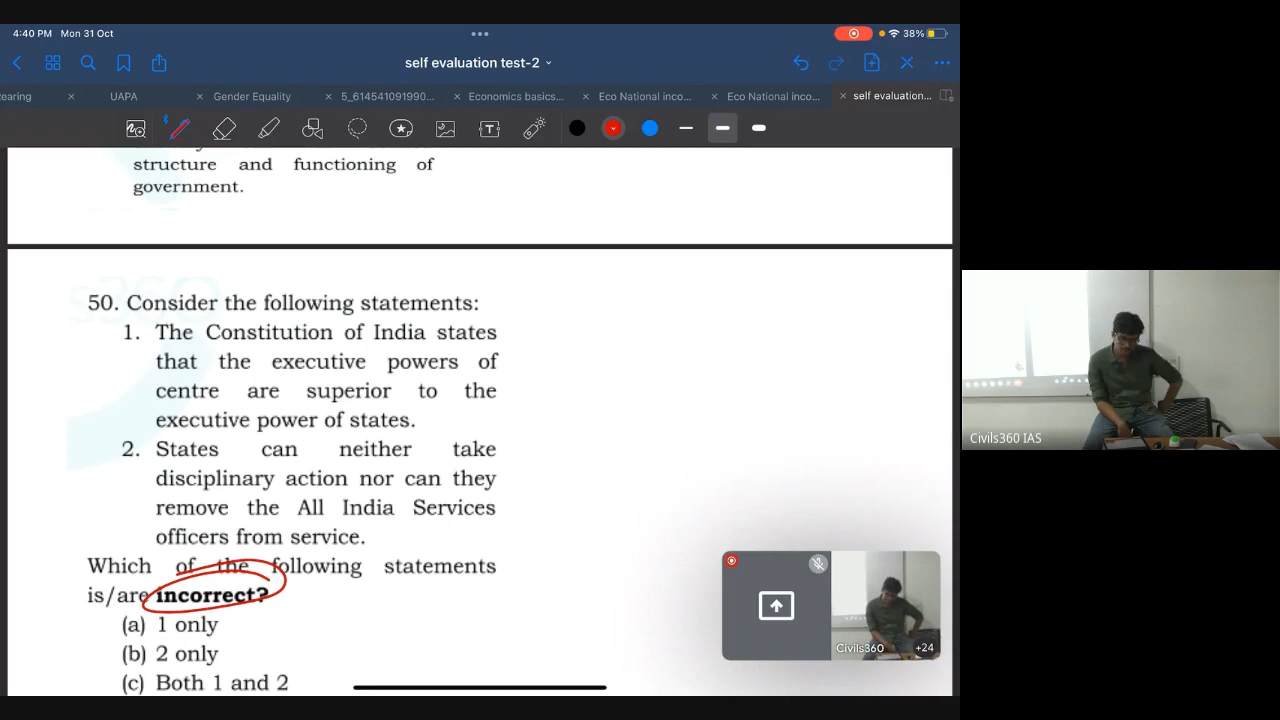 4:40 PM Mon 31 Oct
38%
self evaluation test-2
earing
UAPA
Gender Equality
5_614541091990...
Economics basics...
Eco National inco...
Eco National inco...
self evaluation...
structure and functioning of
government.
50. Consider the following statements:
1. The Constitution of India states
that the executive powers of
centre are superior to the
executive power of states.
2. States can neither take
disciplinary action nor can they
remove the All India Services
officers from service.
Which of the following statements
is/are incorrect?
(a) 1 only
(b) 2 only
(c) Both 1 and 2
Civils360
+24
Civils360 IAS